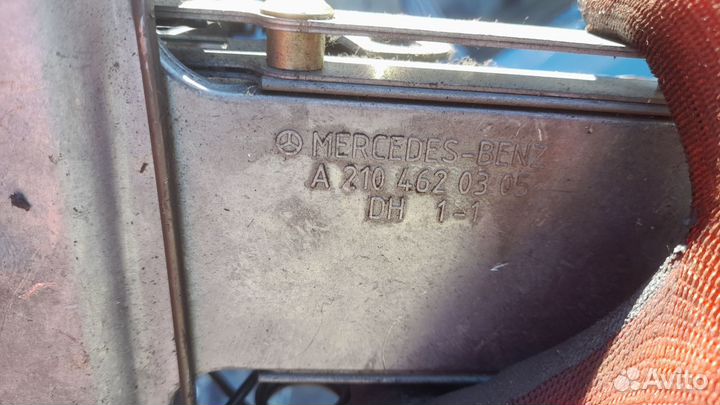 MERCEDES-BENZ
A 210 462 03 05
DH 1-1
Avito